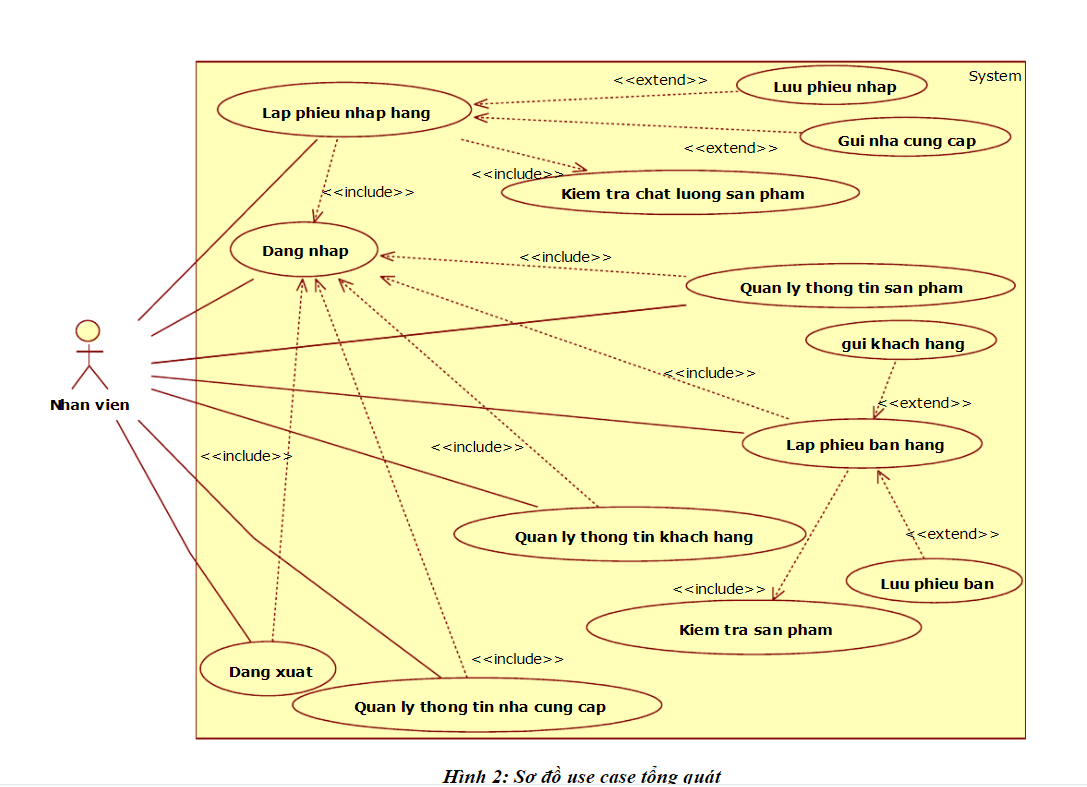 System
<<extend>>
Luu phieu nhap
Lap phieu nhap hang
Gui nha cung cap
<<extend>>
<<include>>
Kiem tra chat luong san pham
<<include>>
Dang nhap
<<include>>
Quan ly thong tin san pham
gui khach hang
<<include>>
Nhan vien
<<extend>>
Lap phieu ban hang
<<include>>
<<include>>
Quan ly thong tin khach hang
<<extend>>
Luu phieu ban
<<include>>
Kiem tra san pham
<<include>>
Dang xuat
Quan ly thong tin nha cung cap
Hình 2: Sơ đồ use case tổng quát